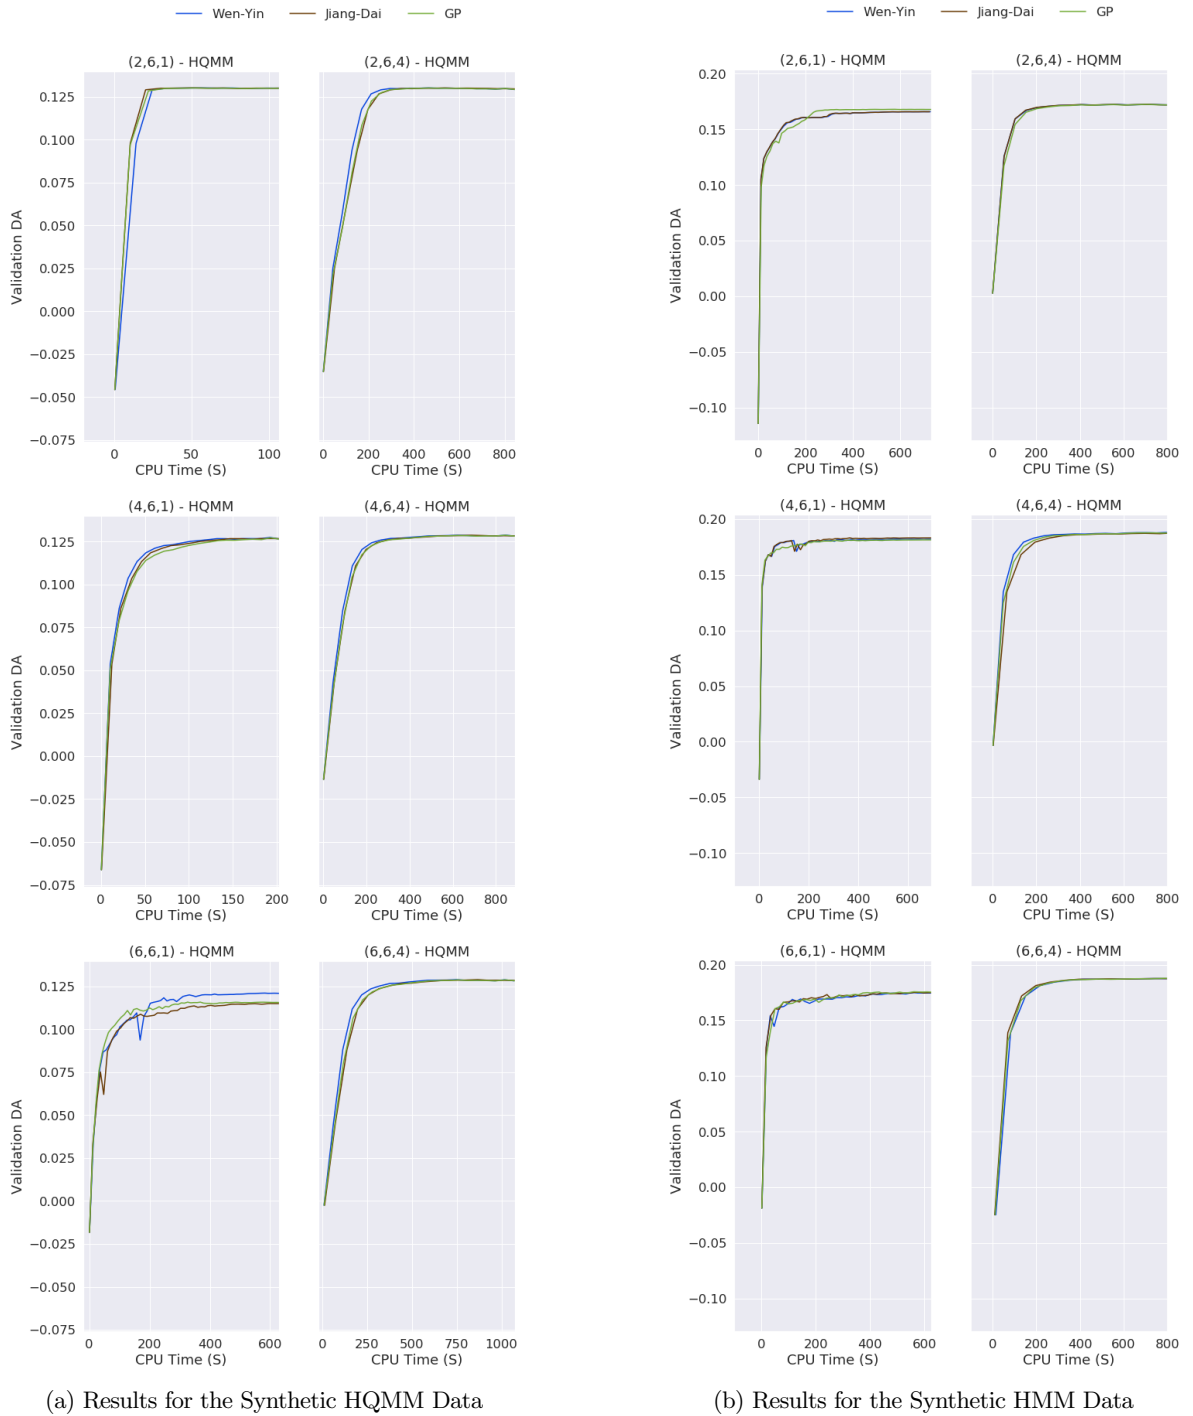 Wen-Yin Jiang-Dai GP
(2,6,1) - HQMM (2,6,4) - HQMM
Validation DA
0.125
0.100
0.075
0.050
0.025
0.000
−0.025
−0.050
−0.075
0 50 100
CPU Time (S)
0 200 400 600 800
CPU Time (S)
(4,6,1) - HQMM (4,6,4) - HQMM
Validation DA
0.125
0.100
0.075
0.050
0.025
0.000
−0.025
−0.050
−0.075
0 50 100 150 200
CPU Time (S)
0 200 400 600 800
CPU Time (S)
(6,6,1) - HQMM (6,6,4) - HQMM
Validation DA
0.125
0.100
0.075
0.050
0.025
0.000
−0.025
−0.050
−0.075
0 200 400 600
CPU Time (S)
0 250 500 750 1000
CPU Time (S)
(a) Results for the Synthetic HQMM Data
Wen-Yin Jiang-Dai GP
(2,6,1) - HQMM (2,6,4) - HQMM
Validation DA
0.20
0.15
0.10
0.05
0.00
−0.05
−0.10
0 200 400 600
CPU Time (S)
0 200 400 600 800
CPU Time (S)
(4,6,1) - HQMM (4,6,4) - HQMM
Validation DA
0.20
0.15
0.10
0.05
0.00
−0.05
−0.10
0 200 400 600
CPU Time (S)
0 200 400 600 800
CPU Time (S)
(6,6,1) - HQMM (6,6,4) - HQMM
Validation DA
0.20
0.15
0.10
0.05
0.00
−0.05
−0.10
0 200 400 600
CPU Time (S)
0 200 400 600 800
CPU Time (S)
(b) Results for the Synthetic HMM Data